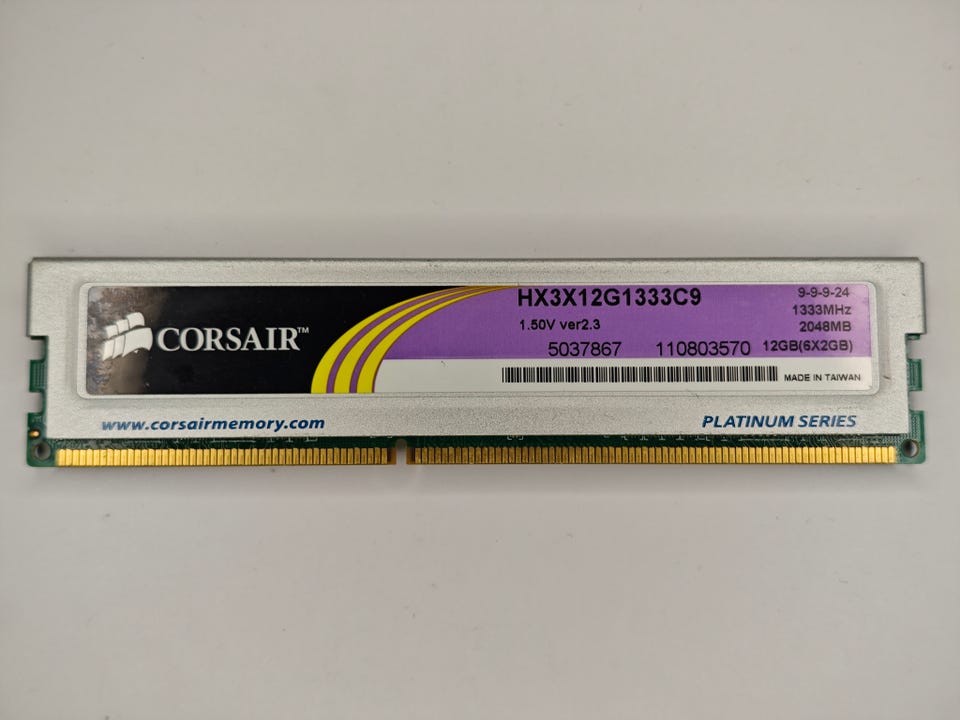 CORSAIR™
HX3X12G1333C9
1.50V ver2.3
5037867 110803570
9-9-9-24
1333MHz
2048MB
12GB(6X2GB)
MADE IN TAIWAN
www.corsairmemory.com
PLATINUM SERIES